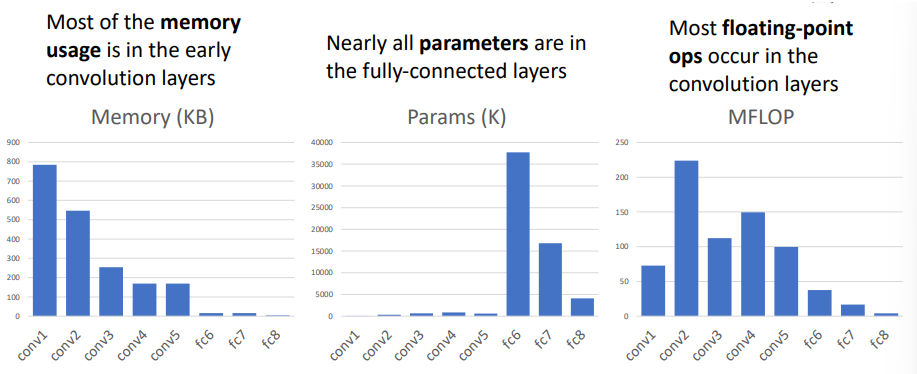 Most of the memory
usage is in the early
convolution layers
Memory (KB)
900
800
700
600
500
400
300
200
100
0
conv1
conv2
conv3
conv4
conv5
fc6
fc7
fc8
Nearly all parameters are in
the fully-connected layers
Params (K)
40000
35000
30000
25000
20000
15000
10000
5000
0
conv1
conv2
conv3
conv4
conv5
fc6
fc7
fc8
Most floating-point
ops occur in the
convolution layers
MFLOP
250
200
150
100
50
0
conv1
conv2
conv3
conv4
conv5
fc6
fc7
fc8